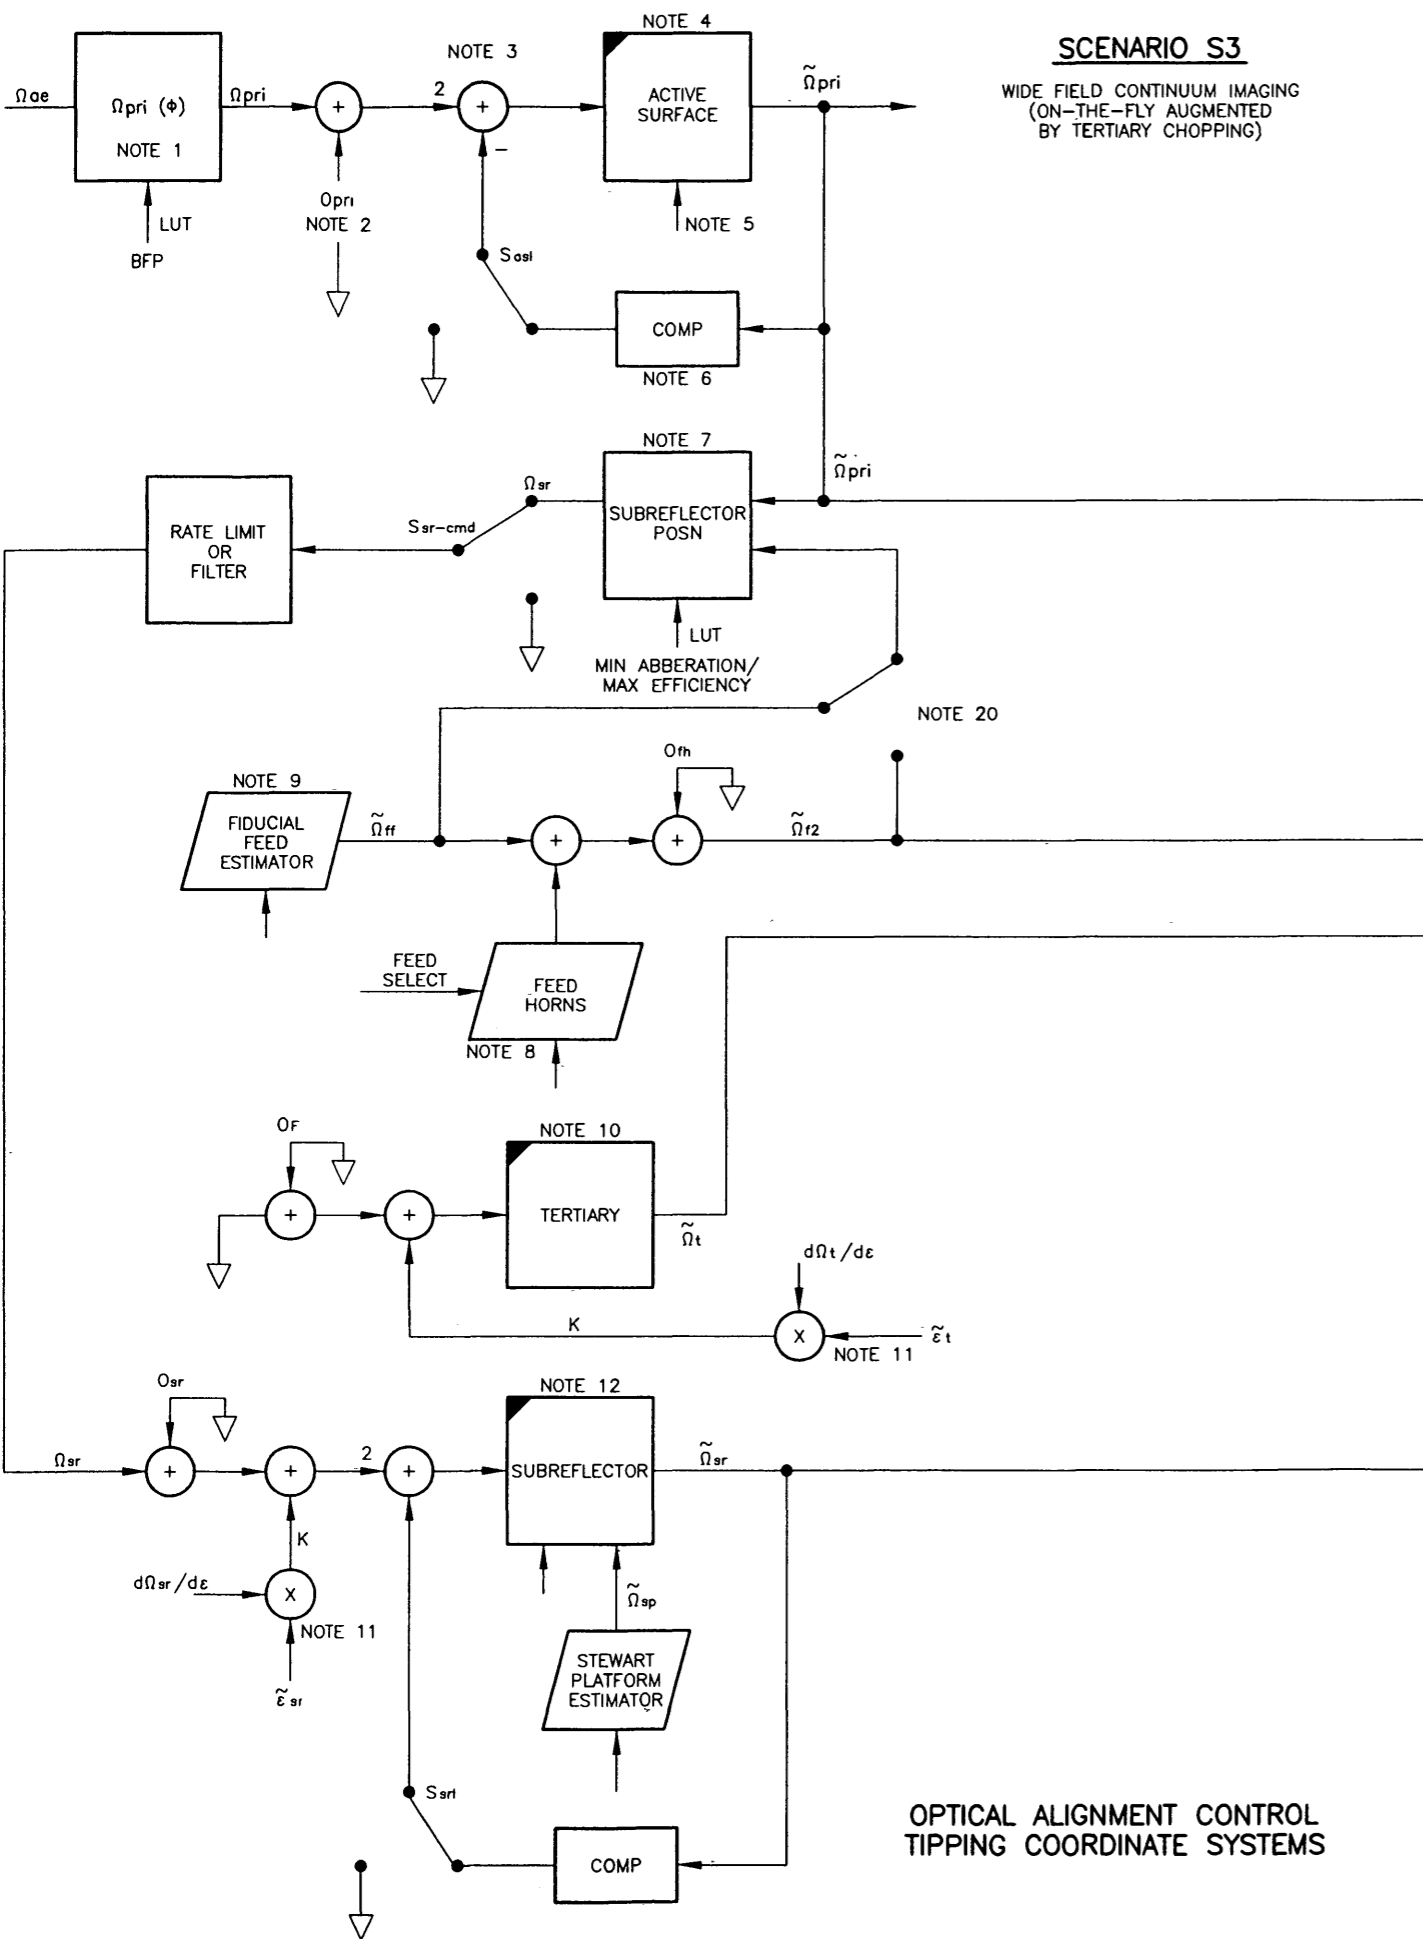 SCENARIO S3
WIDE FIELD CONTINUUM IMAGING
(ON-THE-FLY AUGMENTED
BY TERTIARY CHOPPING)
NOTE 4
NOTE 3
Ωae
Ωpri (Φ)
NOTE 1
Ωpri
+
2
+
−
ACTIVE
SURFACE
Ω̃pri
LUT
BFP
Opri
NOTE 2
NOTE 5
Sasl
COMP
NOTE 6
NOTE 7
Ω̃pri
RATE LIMIT
OR
FILTER
Ssr-cmd
Ωsr
SUBREFLECTOR
POSN
LUT
MIN ABBERATION/
MAX EFFICIENCY
NOTE 20
NOTE 9
FIDUCIAL
FEED
ESTIMATOR
Ω̃ff
+
Ofh
+
Ω̃f2
FEED
SELECT
FEED
HORNS
NOTE 8
OF
NOTE 10
+
+
TERTIARY
Ω̃t
dΩt/dε
K
X
ε̃t
NOTE 11
Osr
NOTE 12
Ωsr
+
+
2
+
SUBREFLECTOR
Ω̃sr
K
dΩsr/dε
X
NOTE 11
ε̃sr
Ω̃sp
STEWART
PLATFORM
ESTIMATOR
Ssrl
COMP
OPTICAL ALIGNMENT CONTROL
TIPPING COORDINATE SYSTEMS